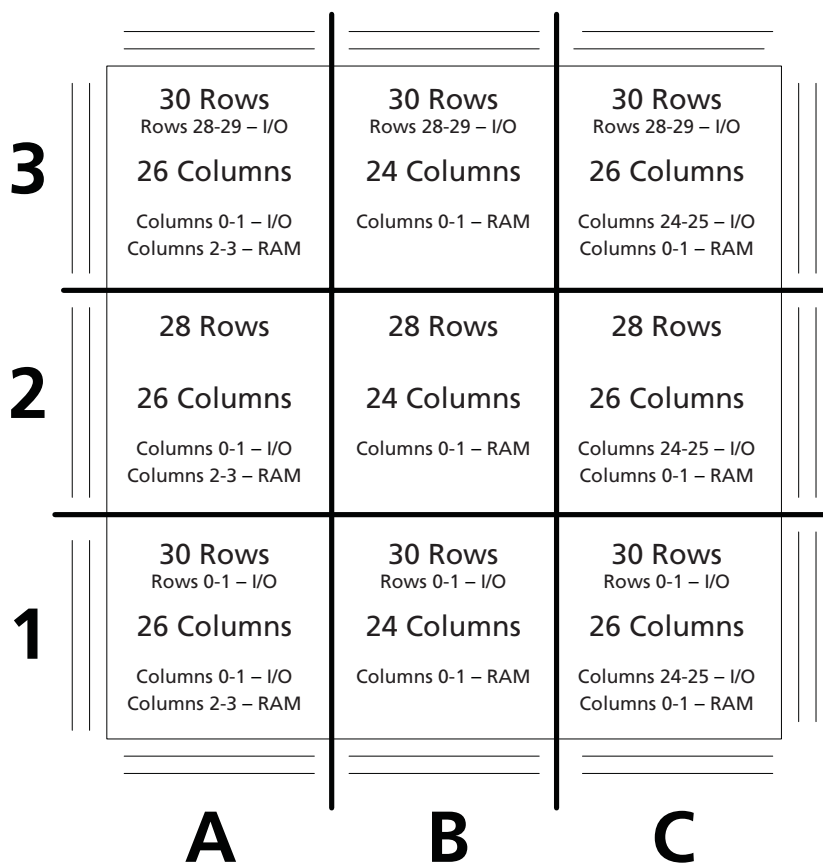 3
30 Rows
Rows 28-29 – I/O
26 Columns
Columns 0-1 – I/O
Columns 2-3 – RAM
30 Rows
Rows 28-29 – I/O
24 Columns
Columns 0-1 – RAM
30 Rows
Rows 28-29 – I/O
26 Columns
Columns 24-25 – I/O
Columns 0-1 – RAM
2
28 Rows
26 Columns
Columns 0-1 – I/O
Columns 2-3 – RAM
28 Rows
24 Columns
Columns 0-1 – RAM
28 Rows
26 Columns
Columns 24-25 – I/O
Columns 0-1 – RAM
1
30 Rows
Rows 0-1 – I/O
26 Columns
Columns 0-1 – I/O
Columns 2-3 – RAM
30 Rows
Rows 0-1 – I/O
24 Columns
Columns 0-1 – RAM
30 Rows
Rows 0-1 – I/O
26 Columns
Columns 24-25 – I/O
Columns 0-1 – RAM
A
B
C